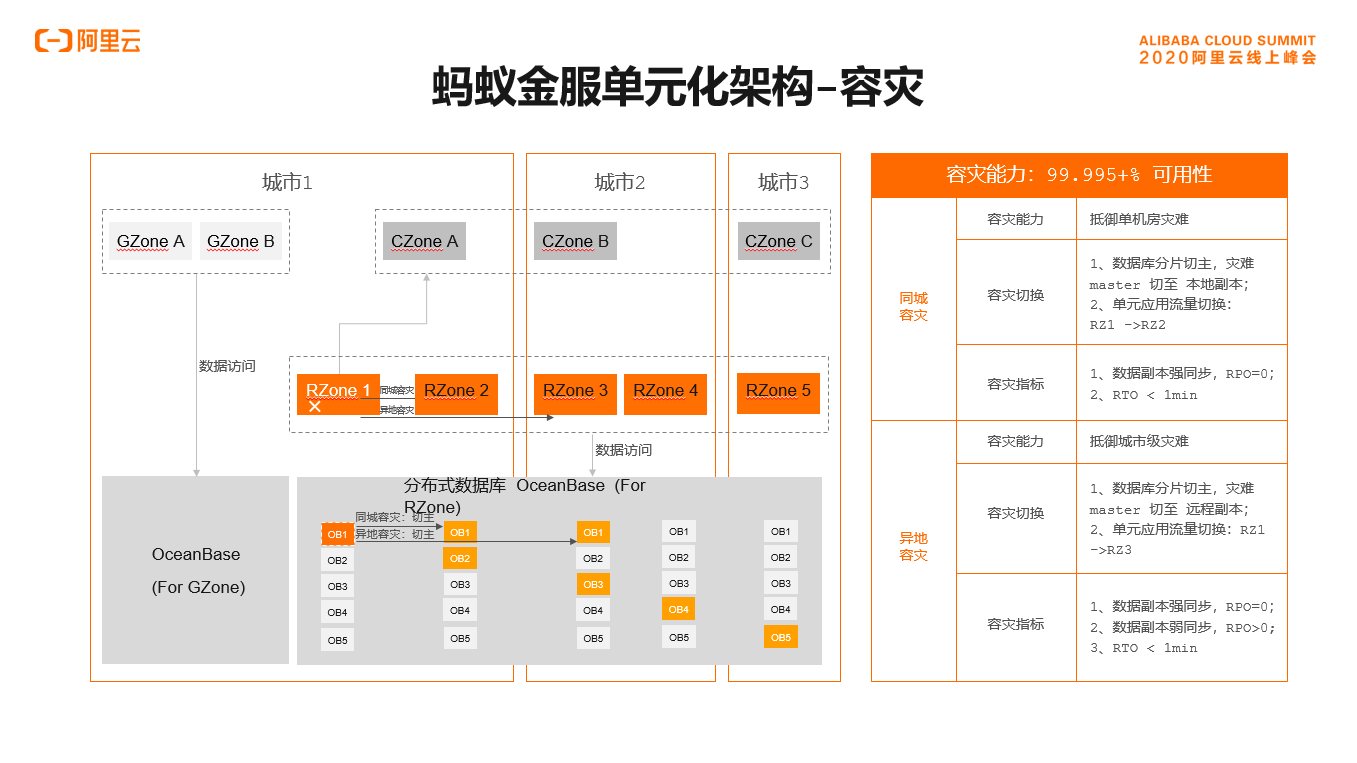 阿里云
ALIBABA CLOUD SUMMIT
2020阿里云线上峰会
蚂蚁金服单元化架构-容灾
城市1
城市2
城市3
GZone A
GZone B
CZone A
CZone B
CZone C
数据访问
RZone 1
×
同城容灾
异地容灾
RZone 2
RZone 3
RZone 4
RZone 5
数据访问
OceanBase
(For GZone)
分布式数据库 OceanBase (For
RZone)
同城容灾：切主
异地容灾：切主
OB1
OB2
OB3
OB4
OB5
OB1
OB2
OB3
OB4
OB5
OB1
OB2
OB3
OB4
OB5
OB1
OB2
OB3
OB4
OB5
OB1
OB2
OB3
OB4
OB5
容灾能力：99.995+% 可用性
同城
容灾
容灾能力
抵御单机房灾难
容灾切换
1、数据库分片切主，灾难
master 切至 本地副本；
2、单元应用流量切换：
RZ1 ->RZ2
容灾指标
1、数据副本强同步，RPO=0；
2、RTO < 1min
异地
容灾
容灾能力
抵御城市级灾难
容灾切换
1、数据库分片切主，灾难
master 切至 远程副本；
2、单元应用流量切换：RZ1
->RZ3
容灾指标
1、数据副本强同步，RPO=0；
2、数据副本弱同步，RPO>0；
3、RTO < 1min